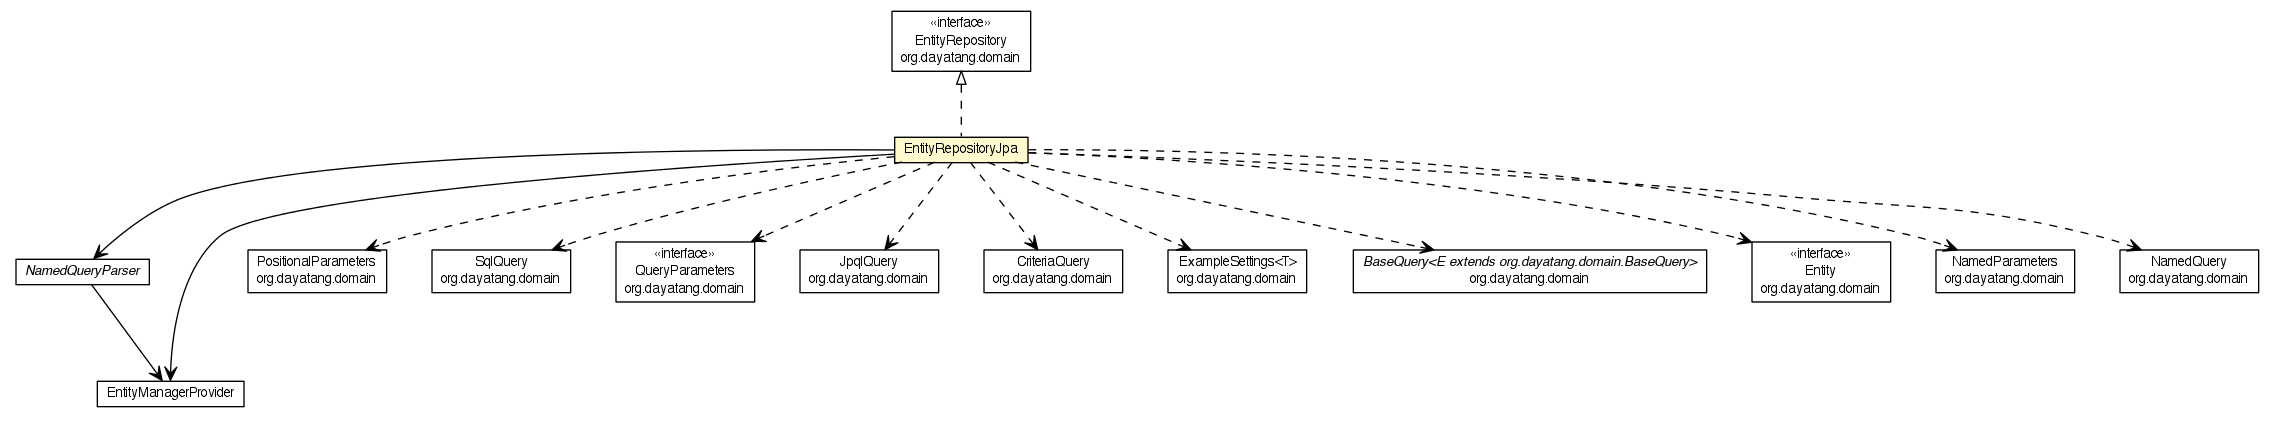 «interface»
EntityRepository
org.dayatang.domain
EntityRepositoryJpa
NamedQueryParser
PositionalParameters
org.dayatang.domain
SqlQuery
org.dayatang.domain
«interface»
QueryParameters
org.dayatang.domain
JpqlQuery
org.dayatang.domain
CriteriaQuery
org.dayatang.domain
ExampleSettings<T>
org.dayatang.domain
BaseQuery<E extends org.dayatang.domain.BaseQuery>
org.dayatang.domain
«interface»
Entity
org.dayatang.domain
NamedParameters
org.dayatang.domain
NamedQuery
org.dayatang.domain
EntityManagerProvider